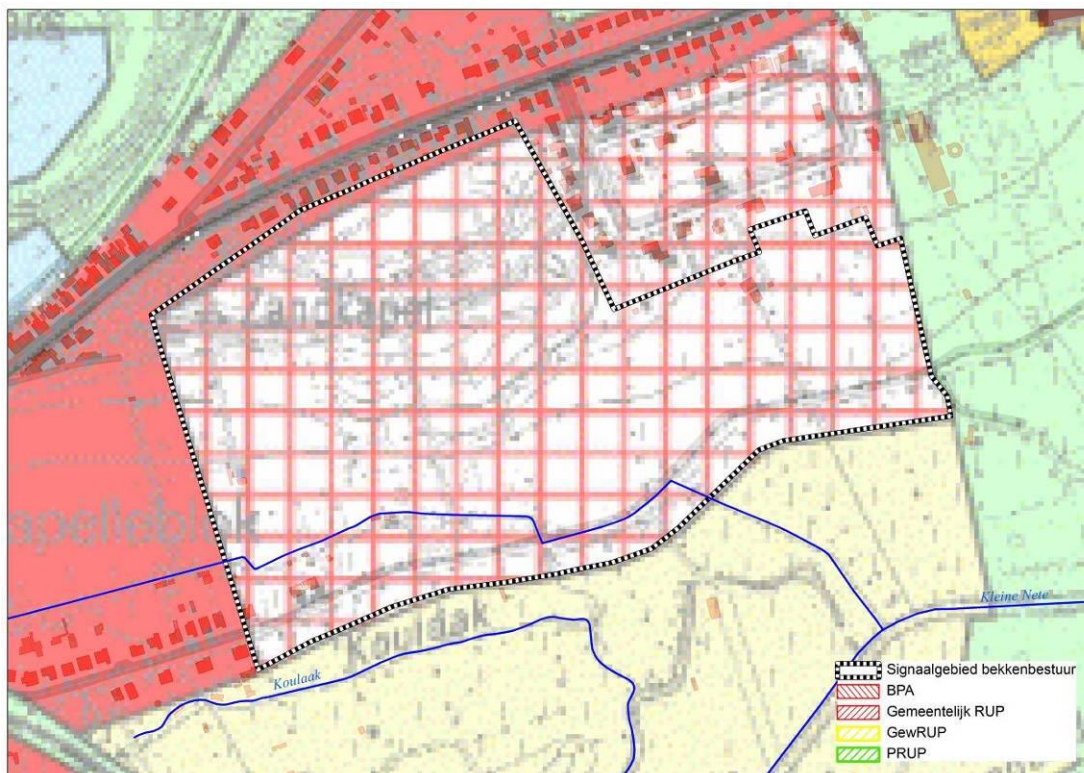 Zandkapel
Kapelleblok
Koulaak
Koulaak
Kleine Nete
Signaalgebied bekkenbestuur
BPA
Gemeentelijk RUP
GewRUP
PRUP